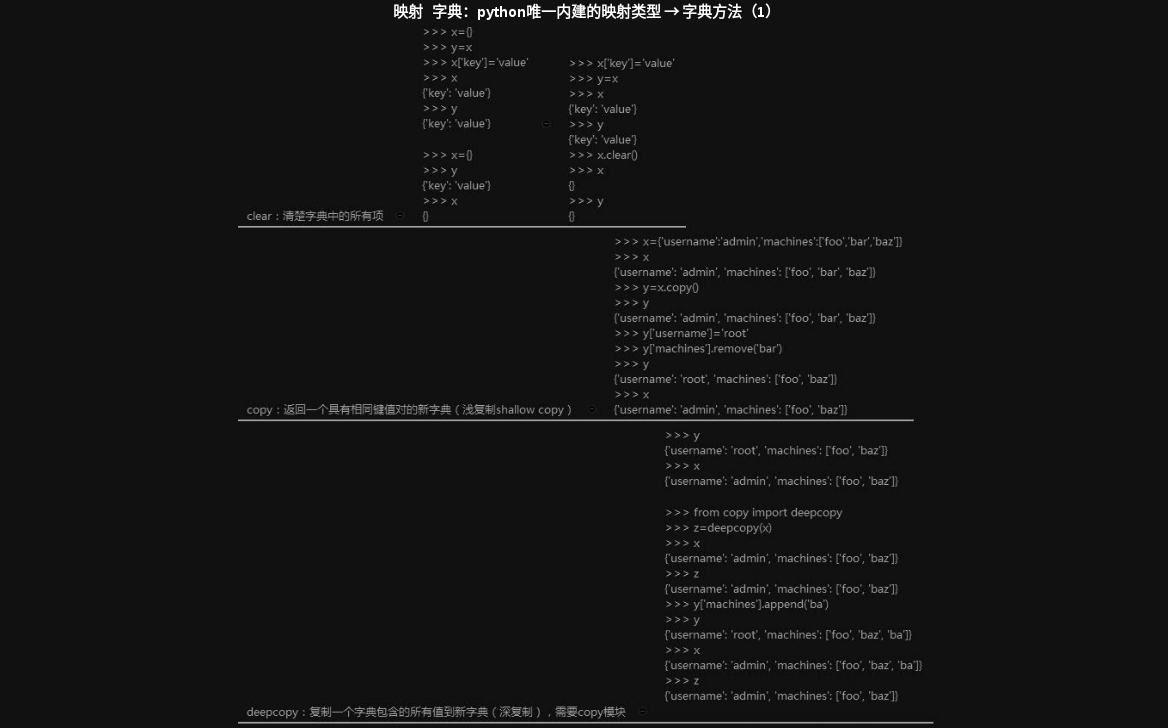 映射 字典：python唯一内建的映射类型→字典方法（1）
>>> x={}
>>> y=x
>>> x['key']='value'
>>> x
{'key': 'value'}
>>> y
{'key': 'value'}
>>> x={}
>>> y
{'key': 'value'}
>>> x
{}
>>> x['key']='value'
>>> y=x
>>> x
{'key': 'value'}
>>> y
{'key': 'value'}
>>> x.clear()
>>> x
{}
>>> y
{}
clear：清楚字典中的所有项
>>> x={'username':'admin','machines':['foo','bar','baz']}
>>> x
{'username': 'admin', 'machines': ['foo', 'bar', 'baz']}
>>> y=x.copy()
>>> y
{'username': 'admin', 'machines': ['foo', 'bar', 'baz']}
>>> y['username']='root'
>>> y['machines'].remove('bar')
>>> y
{'username': 'root', 'machines': ['foo', 'baz']}
>>> x
{'username': 'admin', 'machines': ['foo', 'baz']}
copy：返回一个具有相同键值对的新字典（浅复制shallow copy）
>>> y
{'username': 'root', 'machines': ['foo', 'baz']}
>>> x
{'username': 'admin', 'machines': ['foo', 'baz']}
>>> from copy import deepcopy
>>> z=deepcopy(x)
>>> x
{'username': 'admin', 'machines': ['foo', 'baz']}
>>> z
{'username': 'admin', 'machines': ['foo', 'baz']}
>>> y['machines'].append('ba')
>>> y
{'username': 'root', 'machines': ['foo', 'baz', 'ba']}
>>> x
{'username': 'admin', 'machines': ['foo', 'baz', 'ba']}
>>> z
{'username': 'admin', 'machines': ['foo', 'baz']}
deepcopy：复制一个字典包含的所有值到新字典（深复制），需要copy模块